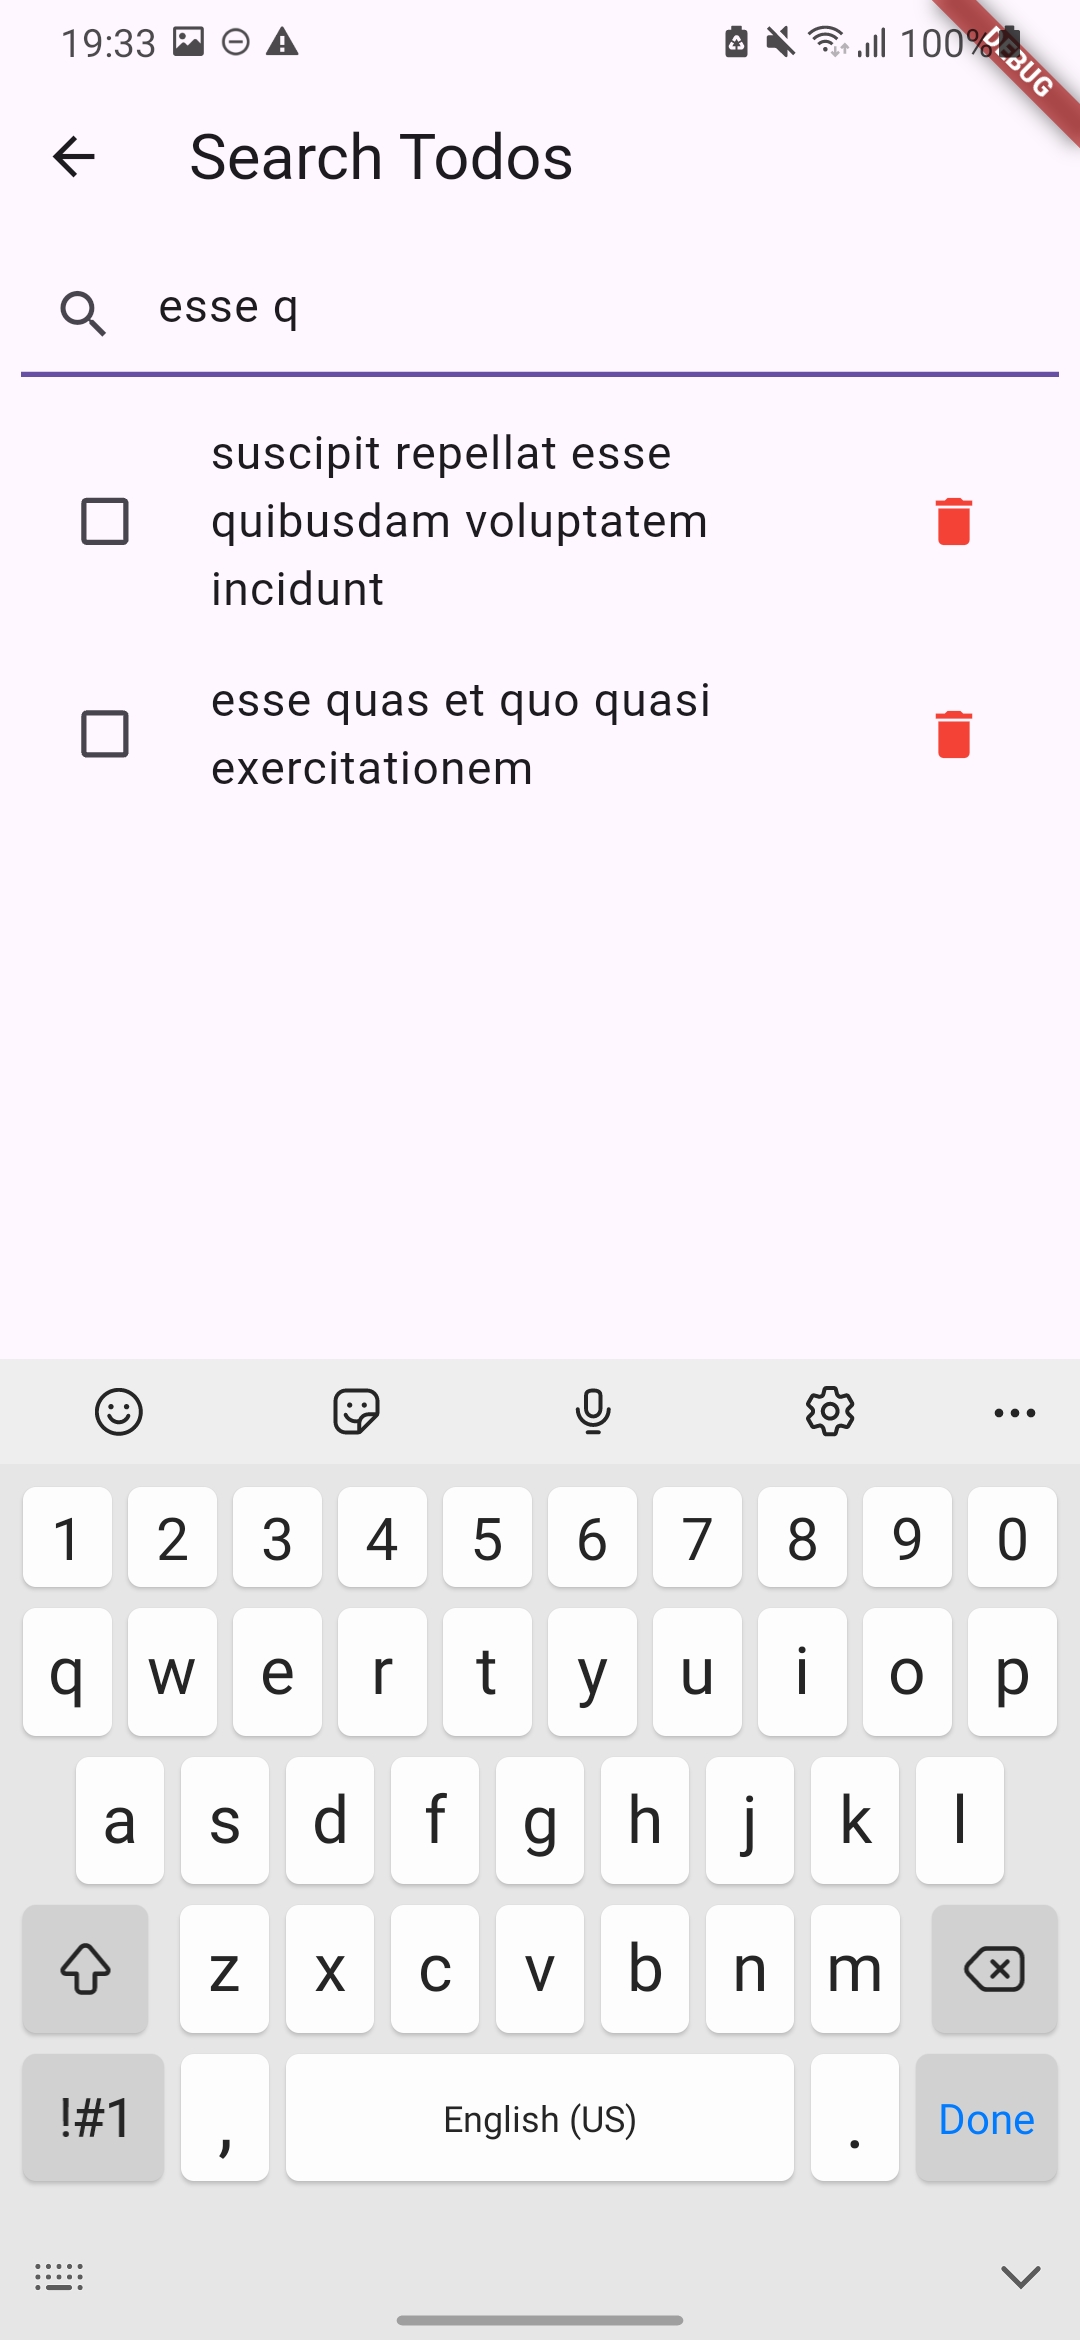 19:33
100%
DEBUG
Search Todos
esse q
suscipit repellat esse
quibusdam voluptatem
incidunt
esse quas et quo quasi
exercitationem
1 2 3 4 5 6 7 8 9 0
q w e r t y u i o p
a s d f g h j k l
z x c v b n m
!#1 , English (US) . Done